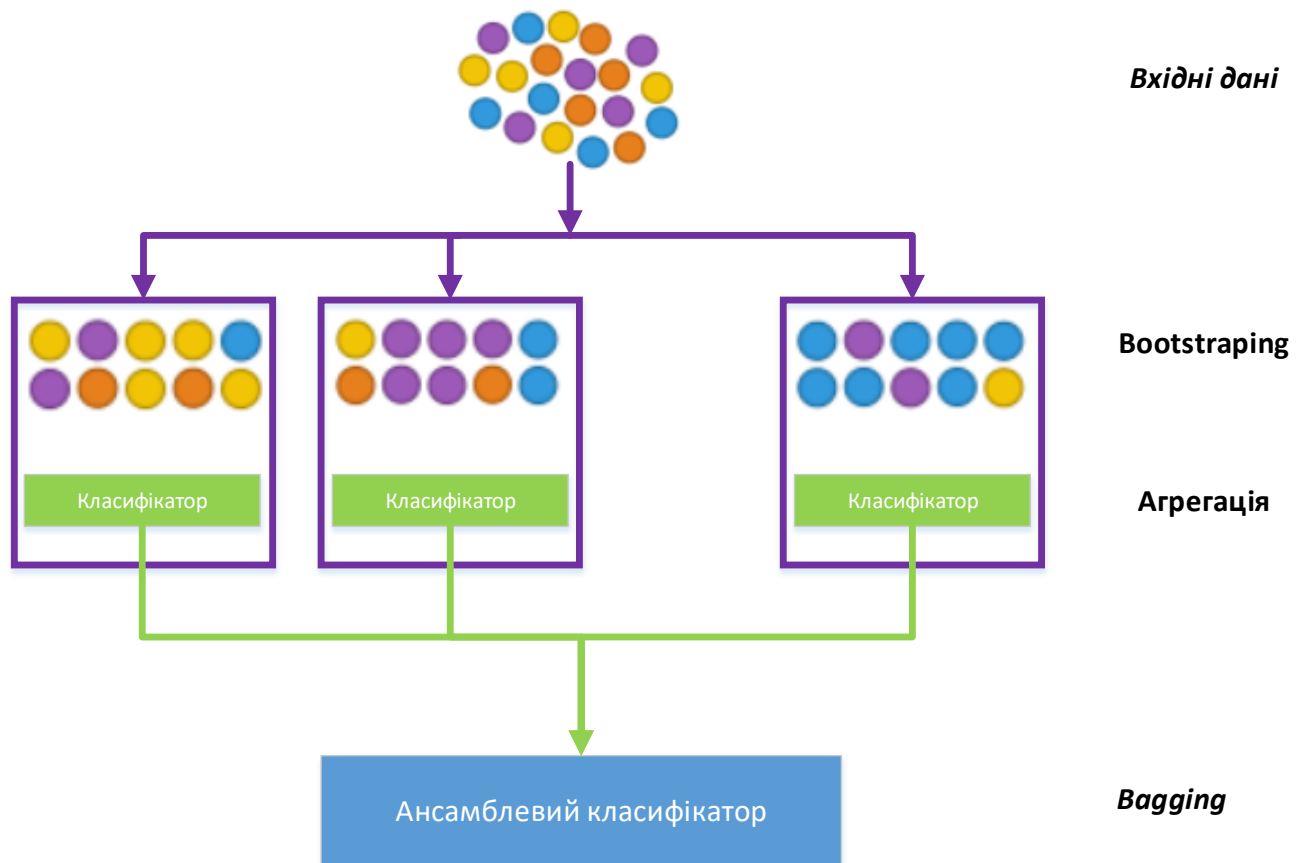 Вхідні дані
Bootstraping
Класифікатор
Класифікатор
Класифікатор
Агрегація
Ансамблевий класифікатор
Bagging